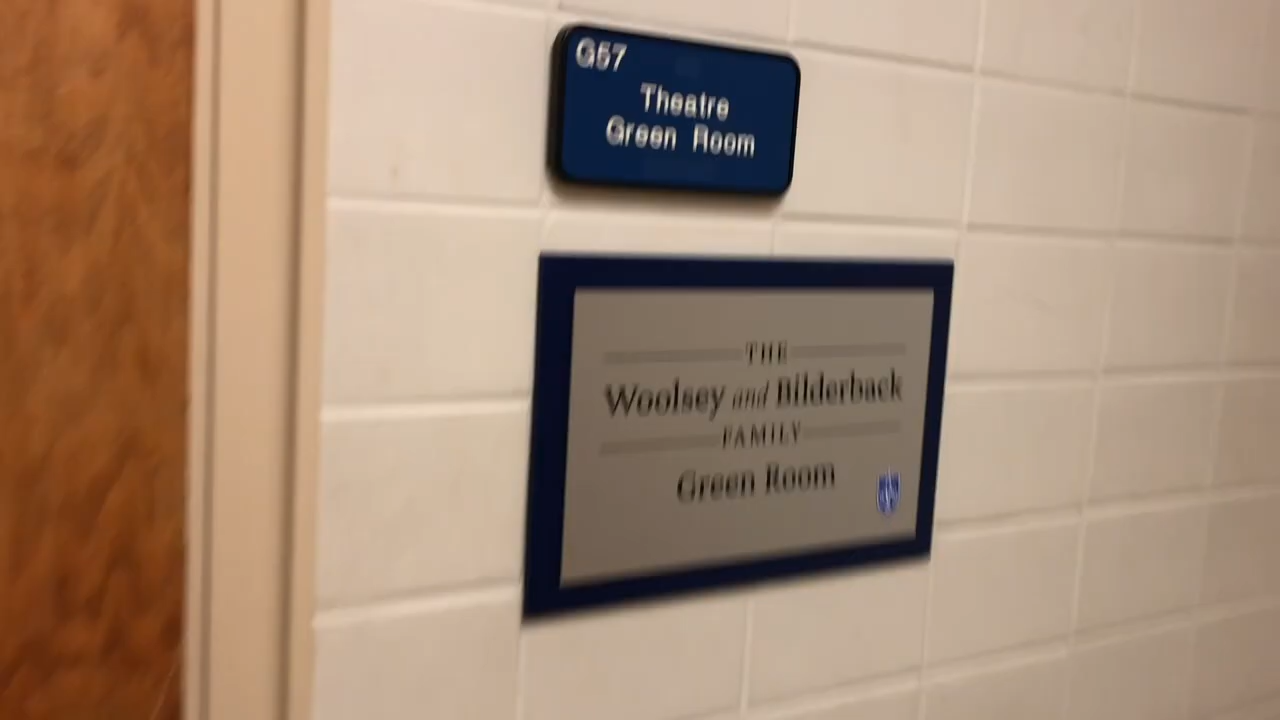 G57
Theatre
Green Room
THE
Woolsey and Bilderback
FAMILY
Green Room